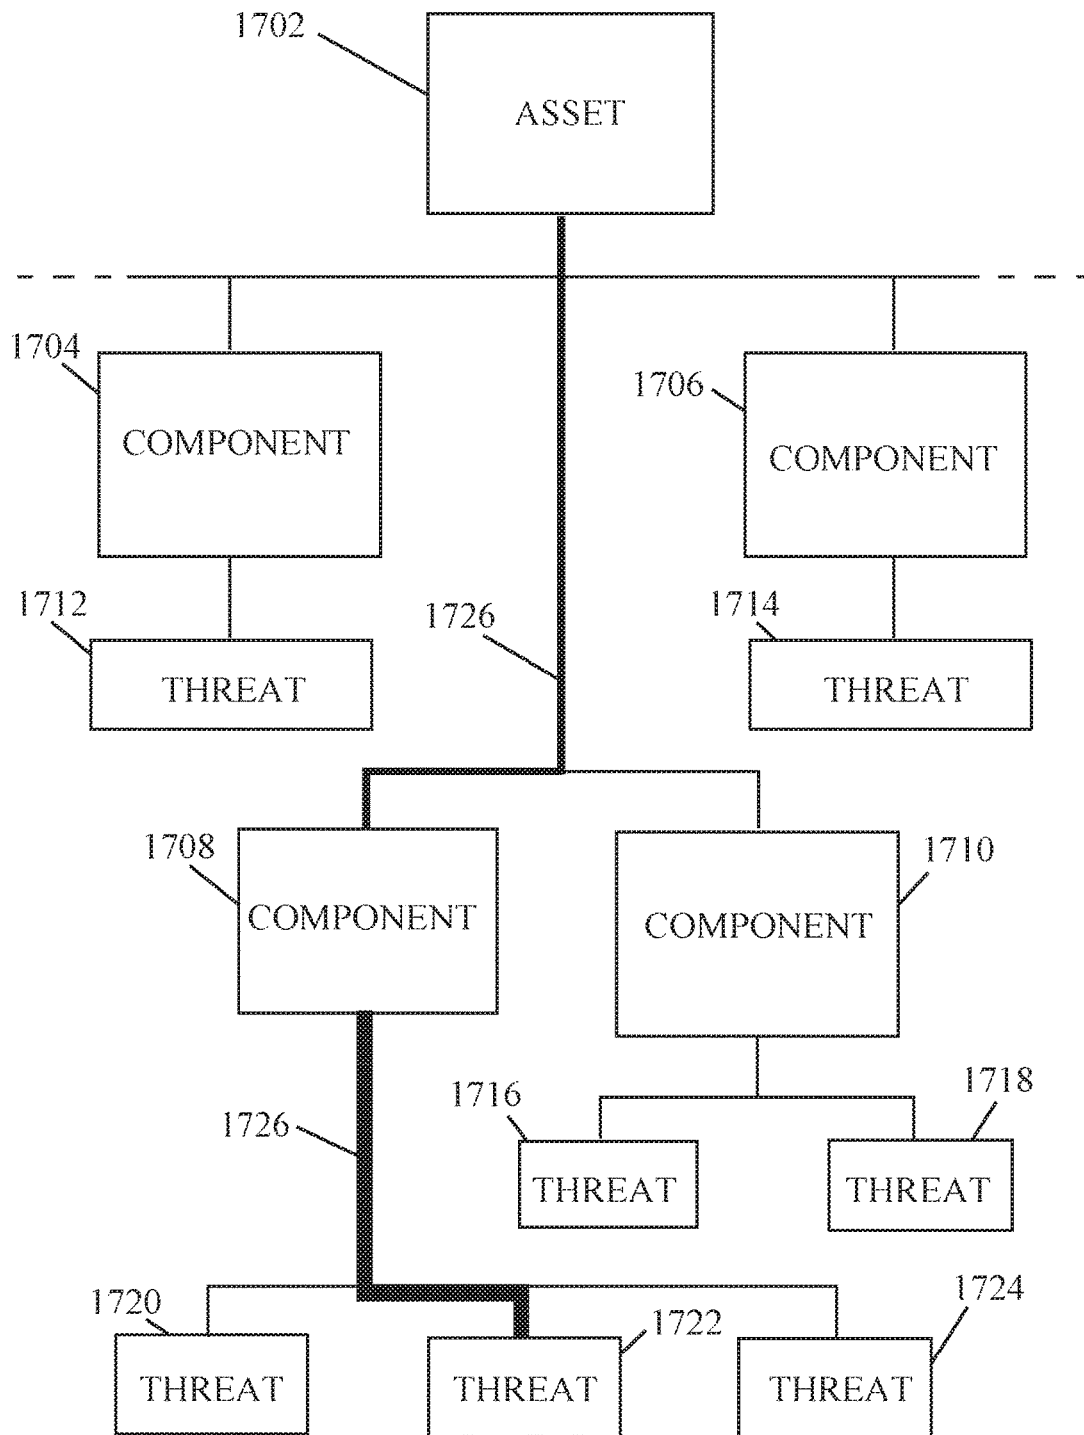 1702
ASSET
1704
1706
COMPONENT
COMPONENT
1712
1726
1714
THREAT
THREAT
1708
1710
COMPONENT
COMPONENT
1716
1718
1726
THREAT
THREAT
1720
1722
1724
THREAT
THREAT
THREAT